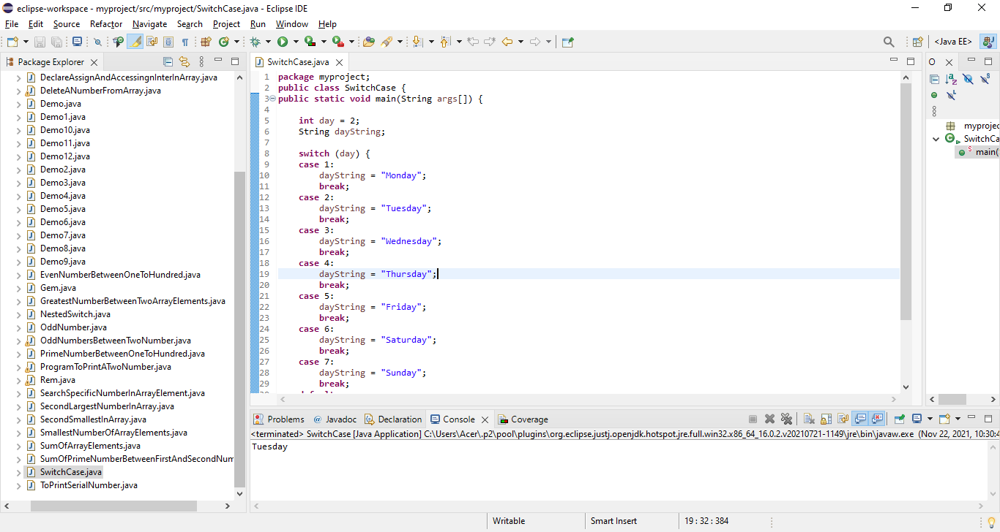 eclipse-workspace - myproject/src/myproject/SwitchCase.java - Eclipse IDE
File Edit Source Refactor Navigate Search Project Run Window Help
<Java EE>
Package Explorer
DeclareAssignAndAccessingnInterInArray.java
DeleteANumberFromArray.java
Demo.java
Demo1.java
Demo10.java
Demo11.java
Demo12.java
Demo2.java
Demo3.java
Demo4.java
Demo5.java
Demo6.java
Demo7.java
Demo8.java
Demo9.java
EvenNumberBetweenOneToHundred.java
Gem.java
GreatestNumberBetweenTwoArrayElements.java
NestedSwitch.java
OddNumber.java
OddNumbersBetweenTwoNumber.java
PrimeNumberBetweenOneToHundred.java
ProgramToPrintATwoNumber.java
Rem.java
SearchSpecificNumberInArrayElement.java
SecondLargestNumberInArray.java
SecondSmallestInArray.java
SmallestNumberOfArrayElements.java
SumOfArrayElements.java
SumOfPrimeNumberBetweenFirstAndSecondNum
SwitchCase.java
ToPrintSerialNumber.java
SwitchCase.java
1 package myproject;
2 public class SwitchCase {
3 public static void main(String args[]) {
4
5 int day = 2;
6 String dayString;
7
8 switch (day) {
9 case 1:
10 dayString = "Monday";
11 break;
12 case 2:
13 dayString = "Tuesday";
14 break;
15 case 3:
16 dayString = "Wednesday";
17 break;
18 case 4:
19 dayString = "Thursday";
20 break;
21 case 5:
22 dayString = "Friday";
23 break;
24 case 6:
25 dayString = "Saturday";
26 break;
27 case 7:
28 dayString = "Sunday";
29 break;
O
myprojec
SwitchCa
main(
Problems @ Javadoc Declaration Console Coverage
<terminated> SwitchCase [Java Application] C:\Users\Acer\.p2\pool\plugins\org.eclipse.justj.openjdk.hotspot.jre.full.win32.x86_64_16.0.2.v20210721-1149\jre\bin\javaw.exe (Nov 22, 2021, 10:30:4
Tuesday
Writable Smart Insert 19 : 32 : 384